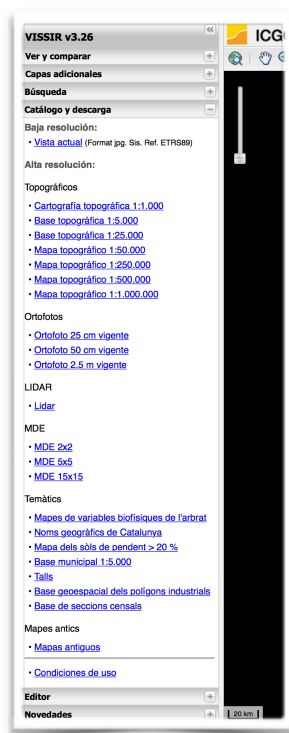 VISSIR v3.26
Ver y comparar
Capas adicionales
Búsqueda
Catálogo y descarga
Baja resolución:
• Vista actual (Format jpg. Sis. Ref. ETRS89)
Alta resolución:
Topográficos
• Cartografía topográfica 1:1.000
• Base topográfica 1:5.000
• Base topográfica 1:25.000
• Mapa topográfico 1:50.000
• Mapa topográfico 1:250.000
• Mapa topográfico 1:500.000
• Mapa topográfico 1:1.000.000
Ortofotos
• Ortofoto 25 cm vigente
• Ortofoto 50 cm vigente
• Ortofoto 2,5 m vigente
LIDAR
• Lidar
MDE
• MDE 2x2
• MDE 5x5
• MDE 15x15
Temàtics
• Mapes de variables biofísiques de l'arbrat
• Noms geogràfics de Catalunya
• Mapa dels sòls de pendent > 20 %
• Base municipal 1:5.000
• Talls
• Base geoespacial dels polígons industrials
• Base de seccions censals
Mapes antics
• Mapas antiguos
• Condiciones de uso
Editor
Novedades
ICG
20 km